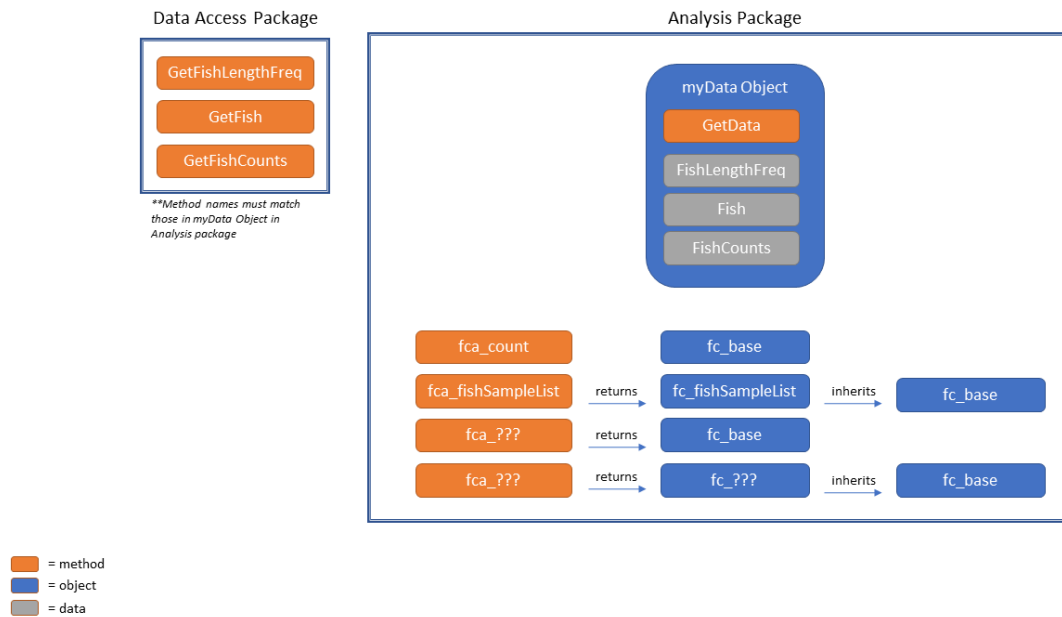 Data Access Package
GetFishLengthFreq
GetFish
GetFishCounts
**Method names must match
those in myData Object in
Analysis package
Analysis Package
myData Object
GetData
FishLengthFreq
Fish
FishCounts
fca_count
fc_base
fca_fishSampleList
returns
fc_fishSampleList
inherits
fc_base
fca_???
returns
fc_base
fca_???
returns
fc_???
inherits
fc_base
= method
= object
= data